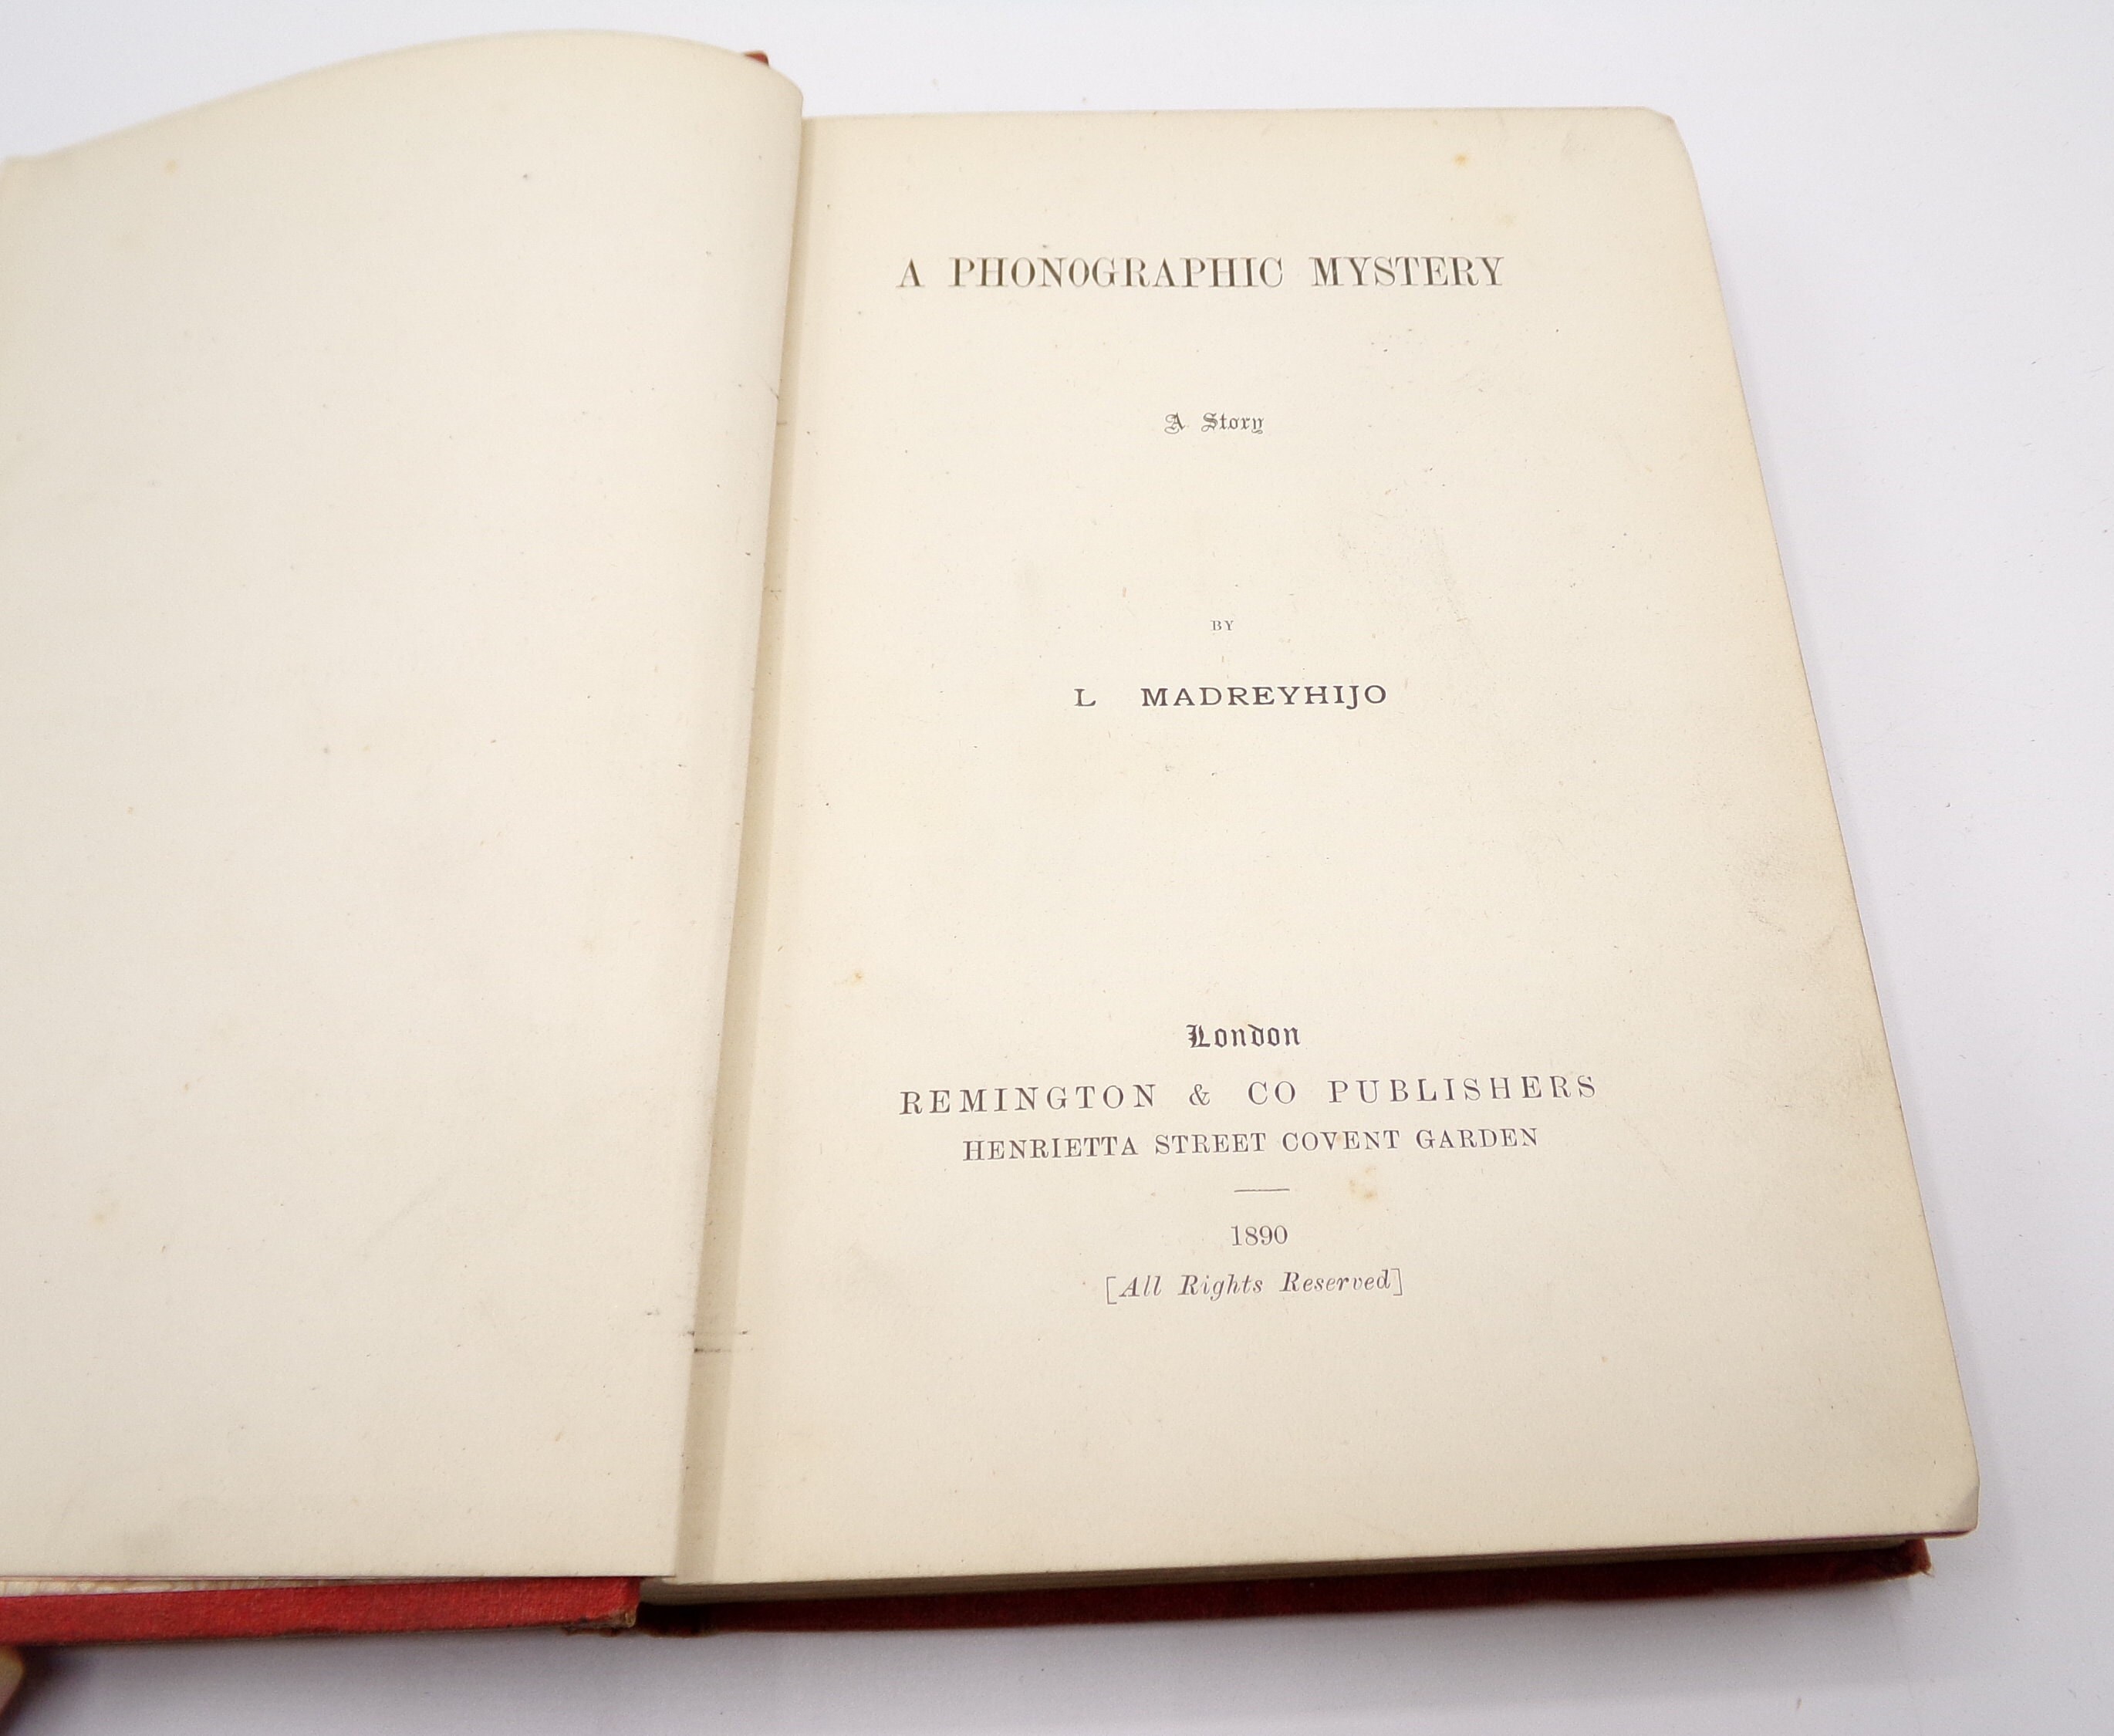 A PHONOGRAPHIC MYSTERY
A Story
BY
L MADREYHIJO
London
REMINGTON & CO PUBLISHERS
HENRIETTA STREET COVENT GARDEN
1890
[All Rights Reserved]